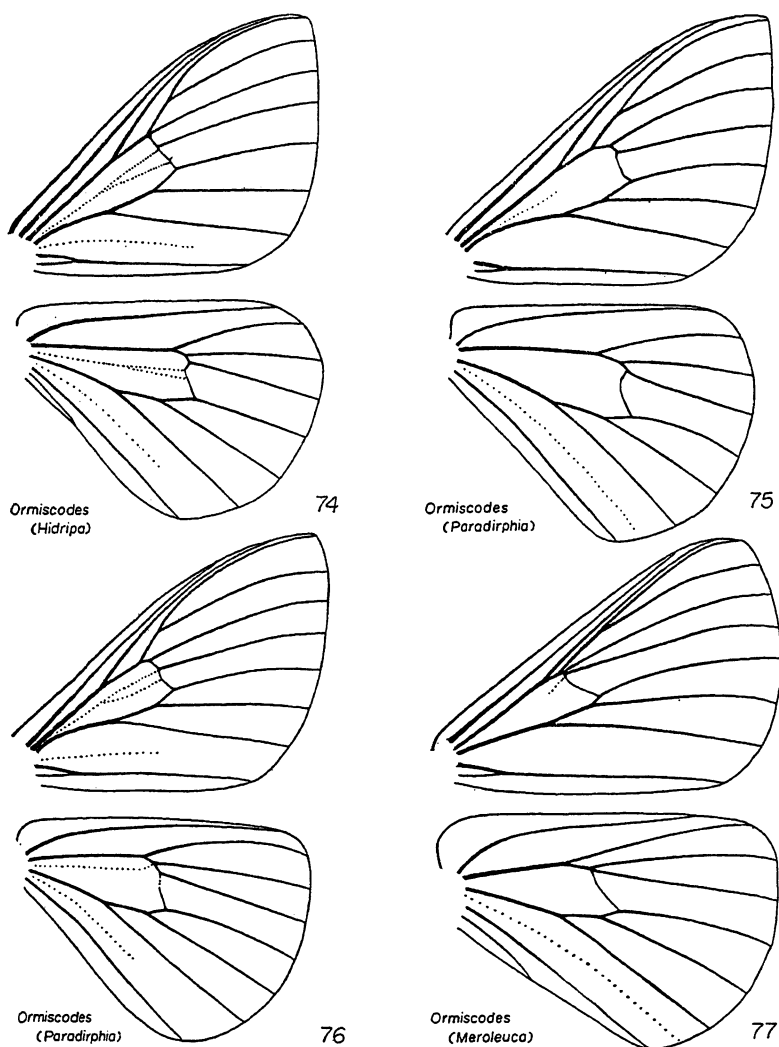 Ormiscodes
(Hidripa)
74
Ormiscodes
(Paradirphia)
75
Ormiscodes
(Paradirphia)
76
Ormiscodes
(Meroleuca)
77